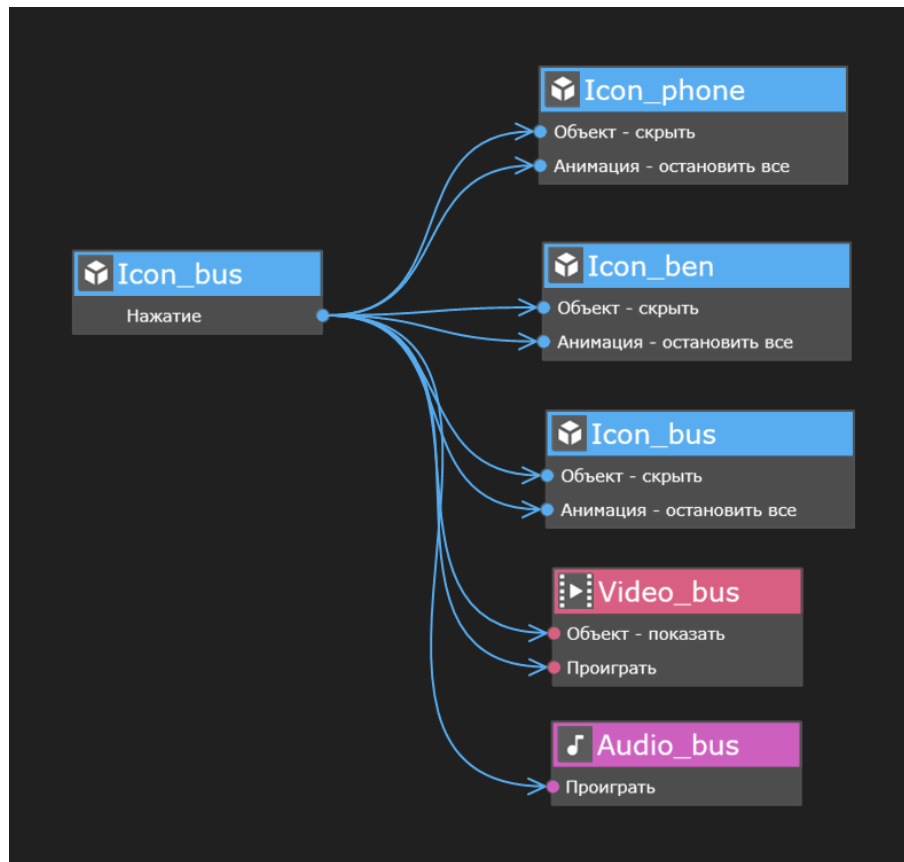 Icon_phone
Объект - скрыть
Анимация - остановить все
Icon_bus
Нажатие
Icon_ben
Объект - скрыть
Анимация - остановить все
Icon_bus
Объект - скрыть
Анимация - остановить все
Video_bus
Объект - показать
Проиграть
Audio_bus
Проиграть